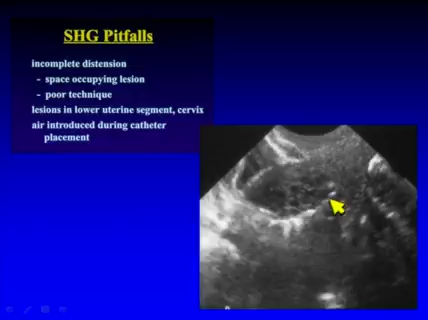 SHG Pitfalls
incomplete distension
- space occupying lesion
- poor technique
lesions in lower uterine segment, cervix
air introduced during catheter
placement